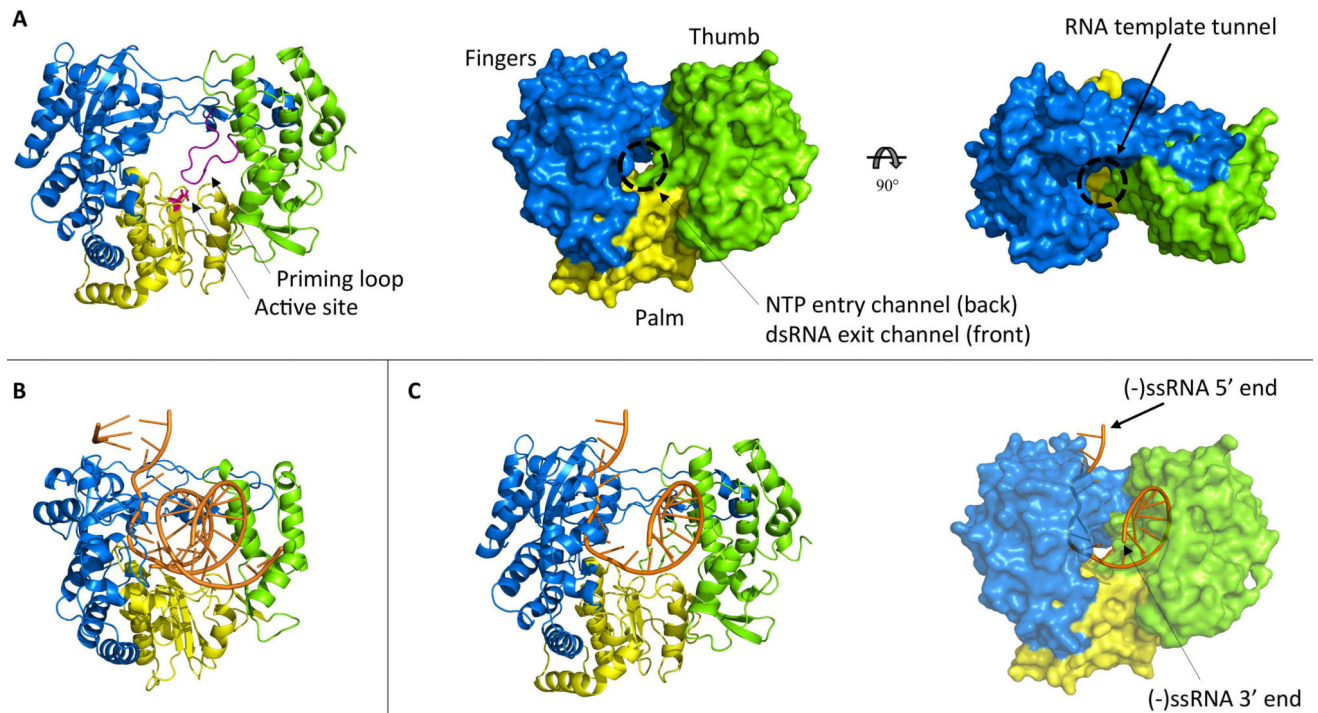 A
Fingers
Thumb
RNA template tunnel
90°
Priming loop
Active site
Palm
NTP entry channel (back)
dsRNA exit channel (front)
B
C
(-)ssRNA 5’ end
(-)ssRNA 3’ end